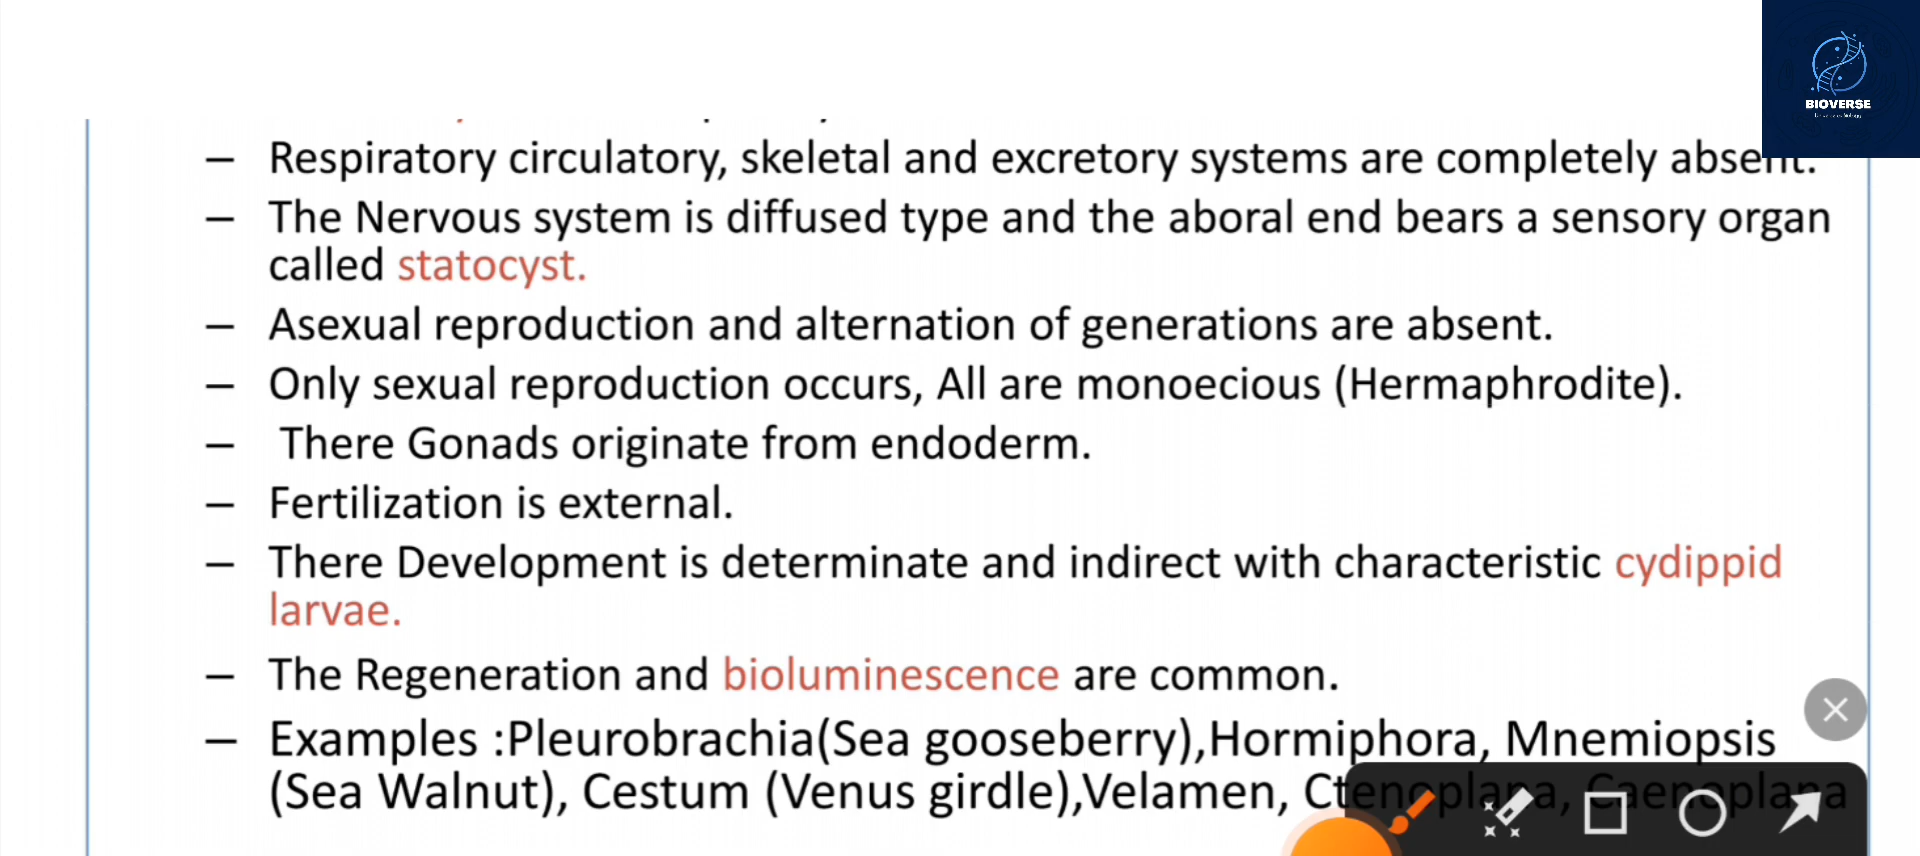 BIOVERSE
– Respiratory circulatory, skeletal and excretory systems are completely absent.
– The Nervous system is diffused type and the aboral end bears a sensory organ
called statocyst.
– Asexual reproduction and alternation of generations are absent.
– Only sexual reproduction occurs, All are monoecious (Hermaphrodite).
– There Gonads originate from endoderm.
– Fertilization is external.
– There Development is determinate and indirect with characteristic cydippid
larvae.
– The Regeneration and bioluminescence are common.
– Examples :Pleurobrachia(Sea gooseberry),Hormiphora, Mnemiopsis
(Sea Walnut), Cestum (Venus girdle),Velamen, Ctenoplana, Caenoplana